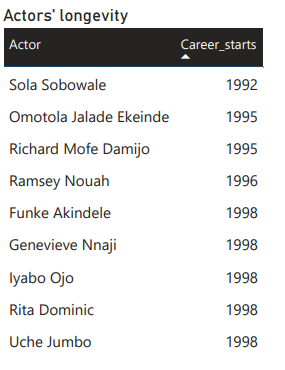 Actors' longevity
Actor Career_starts
Sola Sobowale 1992
Omotola Jalade Ekeinde 1995
Richard Mofe Damijo 1995
Ramsey Nouah 1996
Funke Akindele 1998
Genevieve Nnaji 1998
Iyabo Ojo 1998
Rita Dominic 1998
Uche Jumbo 1998